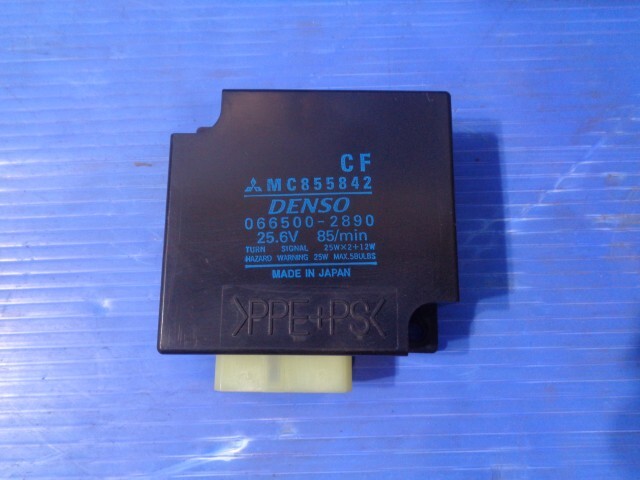 CF
MC855842
DENSO
066500-2890
25.6V 85/min
TURN SIGNAL 25W×2+12W
HAZARD WARNING 25W MAX.5BULBS
MADE IN JAPAN
>PPE+PS<